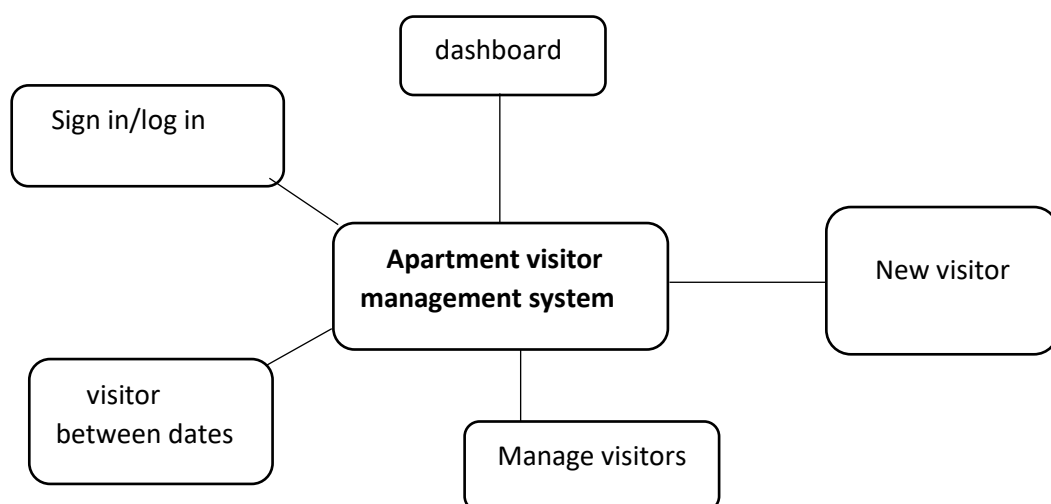 dashboard
Sign in/log in
Apartment visitor
management system
New visitor
visitor
between dates
Manage visitors